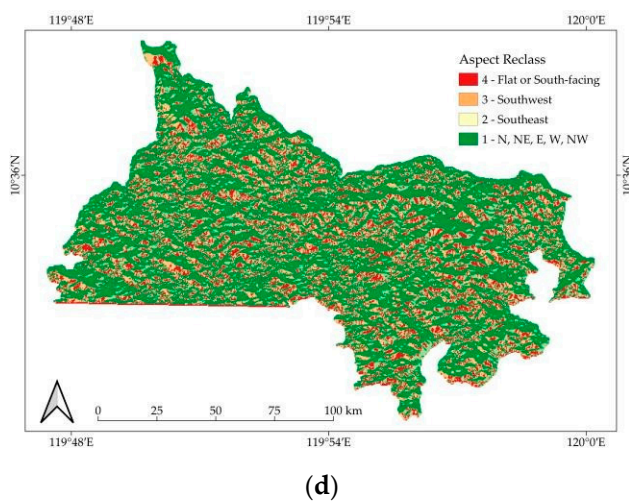 119°48'E 119°54'E 120°0'E
Aspect Reclass
4 - Flat or South-facing
3 - Southwest
2 - Southeast
1 - N, NE, E, W, NW
10°36'N 10°36'N
0 25 50 75 100 km
119°48'E 119°54'E 120°0'E
(d)